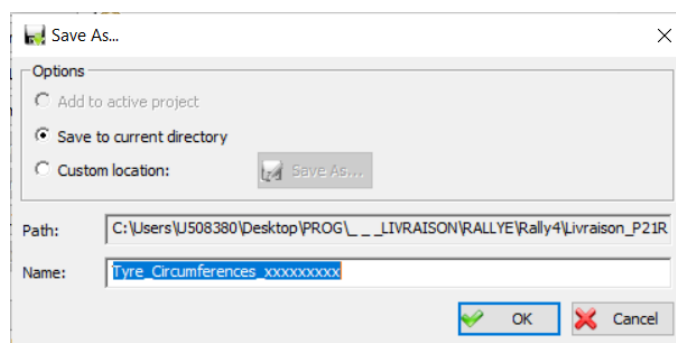 Save As...
Options
Add to active project
Save to current directory
Custom location:
Save As...
Path:
C:\Users\U508380\Desktop\PROG\_ _ _LIVRAISON\RALLYE\Rally4\Livraison_P21R
Name:
Tyre_Circumferences_xxxxxxxxx
OK
Cancel